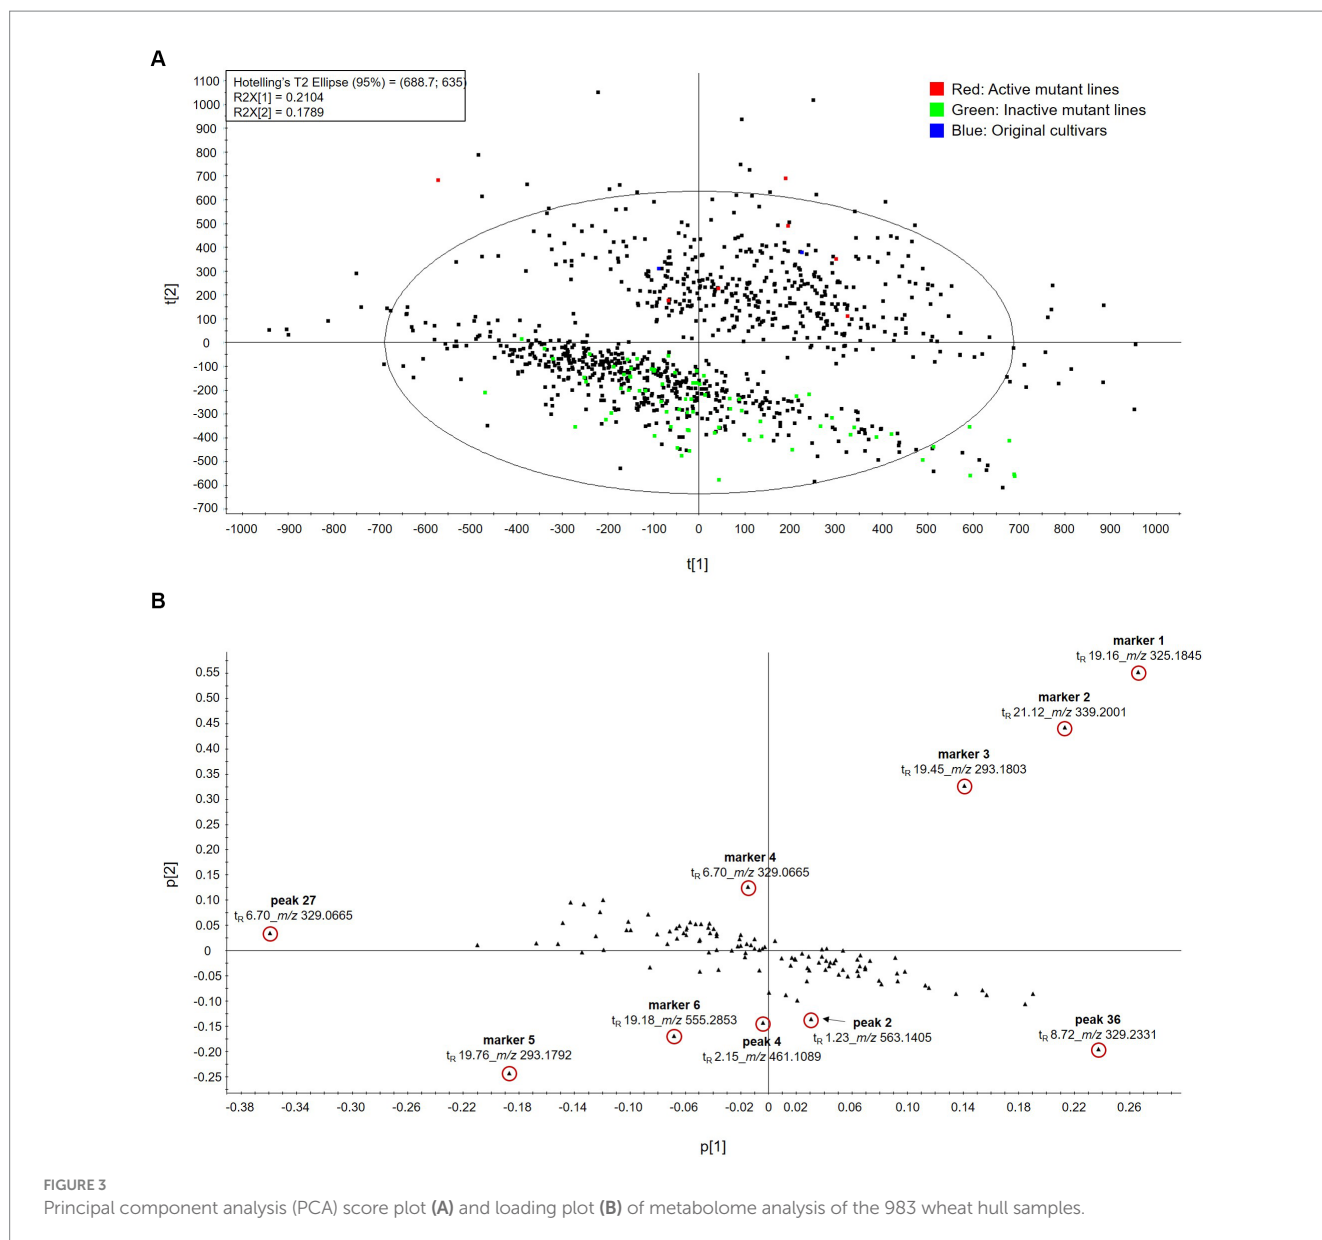 A
Hotelling's T2 Ellipse (95%) = (688.7; 635)
R2X[1] = 0.2104
R2X[2] = 0.1789
Red: Active mutant lines
Green: Inactive mutant lines
Blue: Original cultivars
1100
1000
900
800
700
600
500
400
300
200
100
0
-100
-200
-300
-400
-500
-600
-700
t[2]
-1000 -900 -800 -700 -600 -500 -400 -300 -200 -100 0 100 200 300 400 500 600 700 800 900 1000
t[1]
B
marker 1
tR 19.16_m/z 325.1845
marker 2
tR 21.12_m/z 339.2001
marker 3
tR 19.45_m/z 293.1803
marker 4
tR 6.70_m/z 329.0665
peak 27
tR 6.70_m/z 329.0665
marker 6
tR 19.18_m/z 555.2853
marker 5
tR 19.76_m/z 293.1792
peak 4
tR 2.15_m/z 461.1089
peak 2
tR 1.23_m/z 563.1405
peak 36
tR 8.72_m/z 329.2331
0.55
0.50
0.45
0.40
0.35
0.30
0.25
0.20
0.15
0.10
0.05
0
-0.05
-0.10
-0.15
-0.20
-0.25
p[2]
-0.38 -0.34 -0.30 -0.26 -0.22 -0.18 -0.14 -0.10 -0.06 -0.02 0 0.02 0.06 0.10 0.14 0.18 0.22 0.26
p[1]
FIGURE 3
Principal component analysis (PCA) score plot (A) and loading plot (B) of metabolome analysis of the 983 wheat hull samples.